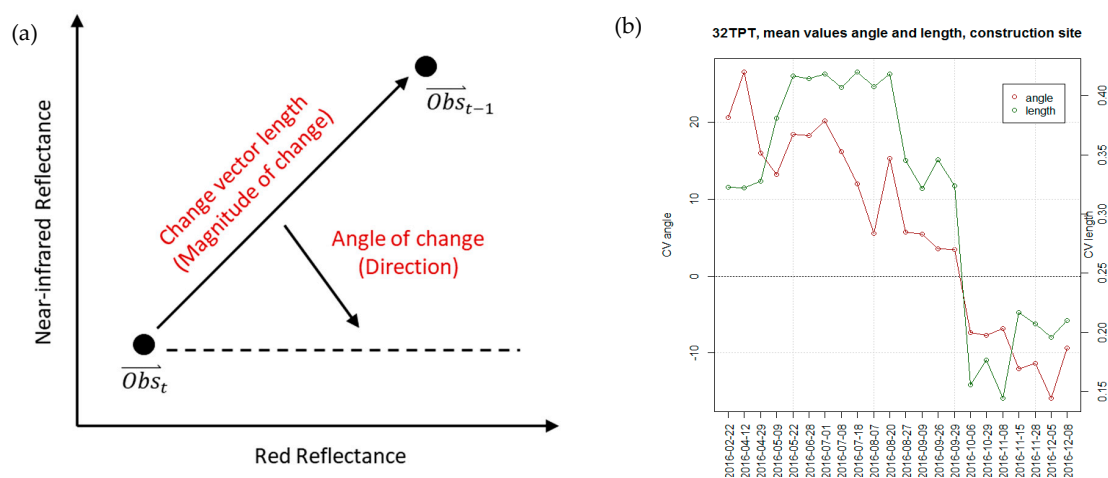 (a)
Near-infrared Reflectance
Change vector length
(Magnitude of change)
Obs_{t-1}
Angle of change
(Direction)
Obs_t
Red Reflectance
(b)
32TPT, mean values angle and length, construction site
CV angle
20
10
0
-10
angle
length
CV length
0.40
0.35
0.30
0.25
0.20
0.15
2016-02-22
2016-04-12
2016-04-29
2016-05-09
2016-05-22
2016-06-28
2016-07-01
2016-07-08
2016-07-18
2016-08-07
2016-08-20
2016-08-27
2016-09-09
2016-09-26
2016-09-29
2016-10-06
2016-10-29
2016-11-08
2016-11-15
2016-11-28
2016-12-05
2016-12-08